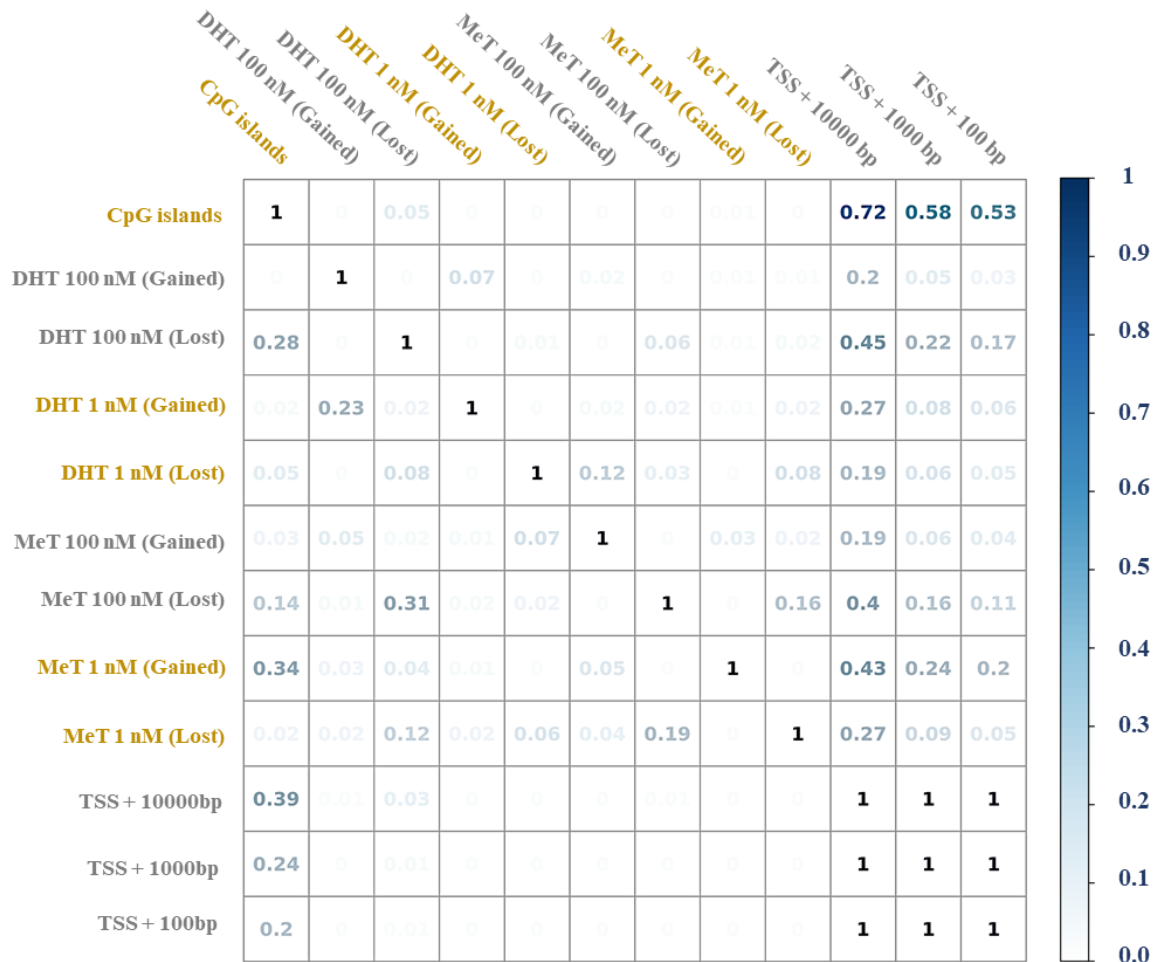 CpG islands
DHT 100 nM (Gained)
DHT 100 nM (Lost)
DHT 1 nM (Gained)
DHT 1 nM (Lost)
MeT 100 nM (Gained)
MeT 100 nM (Lost)
MeT 1 nM (Gained)
MeT 1 nM (Lost)
TSS + 10000 bp
TSS + 1000 bp
TSS + 100 bp
CpG islands 1 0 0.05 0 0 0 0 0.01 0 0.72 0.58 0.53
DHT 100 nM (Gained) 0 1 0 0.07 0 0.02 0 0.01 0.01 0.2 0.05 0.03
DHT 100 nM (Lost) 0.28 0 1 0 0.01 0 0.06 0.01 0.02 0.45 0.22 0.17
DHT 1 nM (Gained) 0.02 0.23 0.02 1 0 0.02 0.02 0.01 0.02 0.27 0.08 0.06
DHT 1 nM (Lost) 0.05 0 0.08 0 1 0.12 0.03 0 0.08 0.19 0.06 0.05
MeT 100 nM (Gained) 0.03 0.05 0.02 0.01 0.07 1 0 0.03 0.02 0.19 0.06 0.04
MeT 100 nM (Lost) 0.14 0.01 0.31 0.02 0.02 0 1 0 0.16 0.4 0.16 0.11
MeT 1 nM (Gained) 0.34 0.03 0.04 0.01 0 0.05 0 1 0 0.43 0.24 0.2
MeT 1 nM (Lost) 0.02 0.02 0.12 0.02 0.06 0.04 0.19 0 1 0.27 0.09 0.05
TSS + 10000bp 0.39 0.01 0.03 0 0 0 0.01 0 0 1 1 1
TSS + 1000bp 0.24 0 0.01 0 0 0 0 0 0 1 1 1
TSS + 100bp 0.2 0 0.01 0 0 0 0 0 0 1 1 1
1
0.9
0.8
0.7
0.6
0.5
0.4
0.3
0.2
0.1
0.0